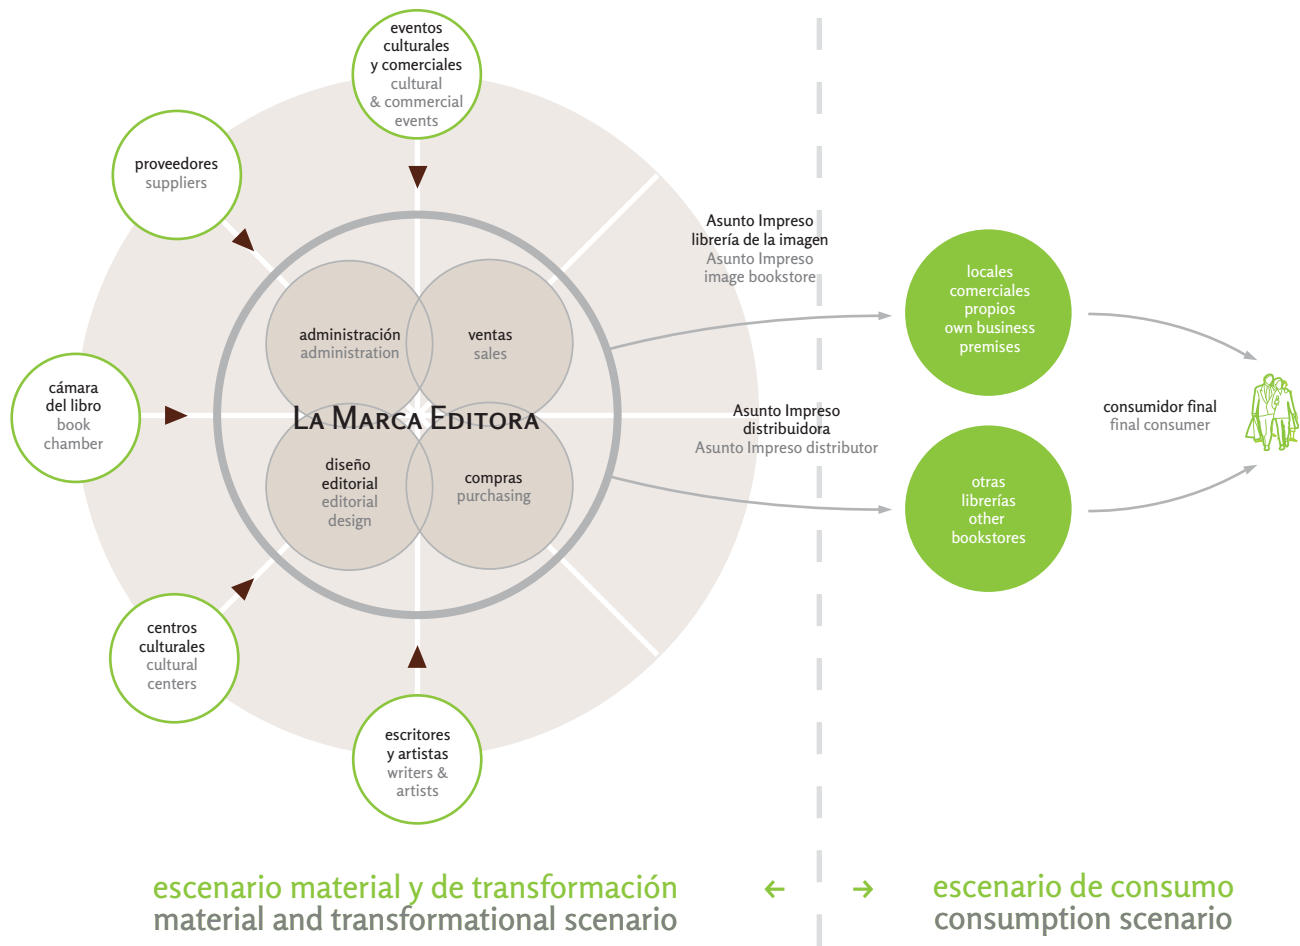 eventos
culturales
y comerciales
cultural
& commercial
events
proveedores
suppliers
Asunto Impreso
librería de la imagen
Asunto Impreso
image bookstore
locales
comerciales
propios
own business
premises
administración
administration
ventas
sales
cámara
del libro
book
chamber
La Marca Editora
Asunto Impreso
distribuidora
Asunto Impreso distributor
consumidor final
final consumer
diseño
editorial
editorial
design
compras
purchasing
otras
librerías
other
bookstores
centros
culturales
cultural
centers
escritores
y artistas
writers &
artists
escenario material y de transformación
material and transformational scenario
escenario de consumo
consumption scenario